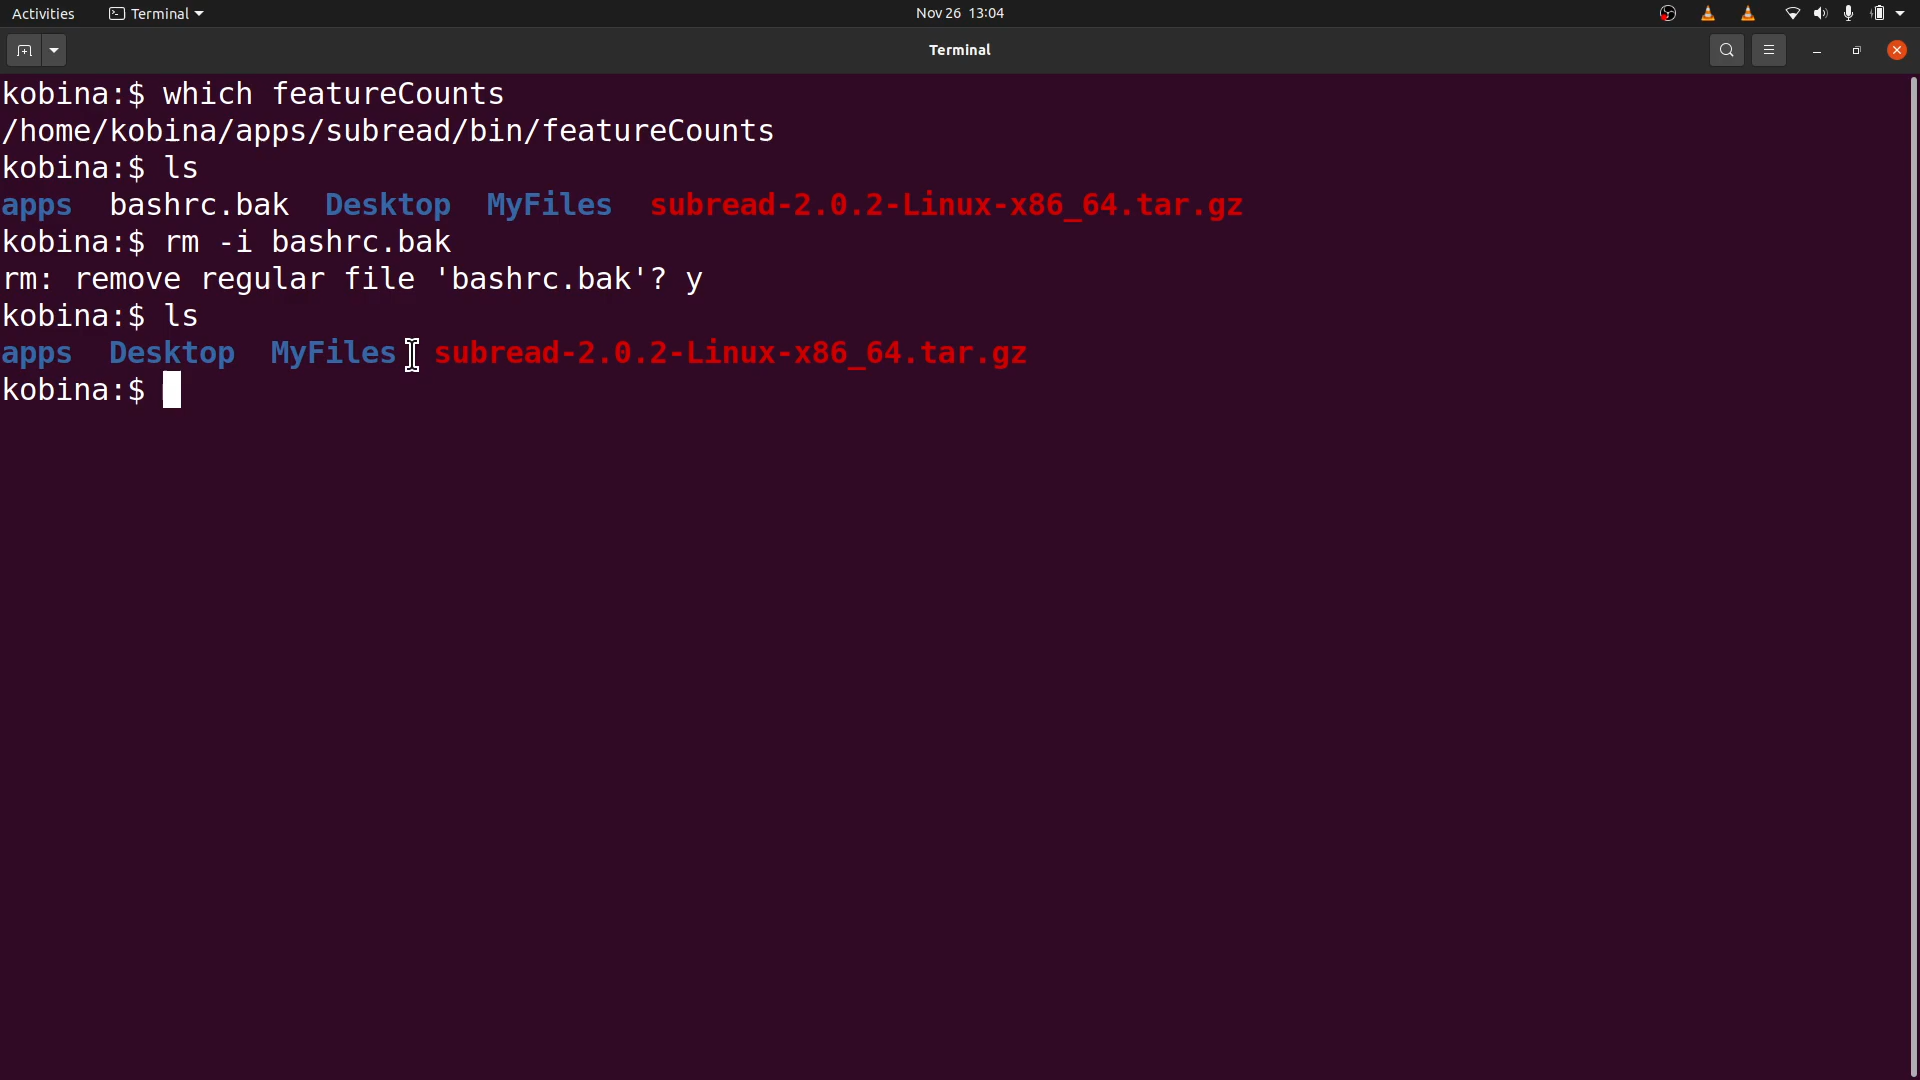 Activities Terminal Nov 26 13:04
Terminal
kobina:$ which featureCounts
/home/kobina/apps/subread/bin/featureCounts
kobina:$ ls
apps bashrc.bak Desktop MyFiles subread-2.0.2-Linux-x86_64.tar.gz
kobina:$ rm -i bashrc.bak
rm: remove regular file 'bashrc.bak'? y
kobina:$ ls
apps Desktop MyFiles subread-2.0.2-Linux-x86_64.tar.gz
kobina:$